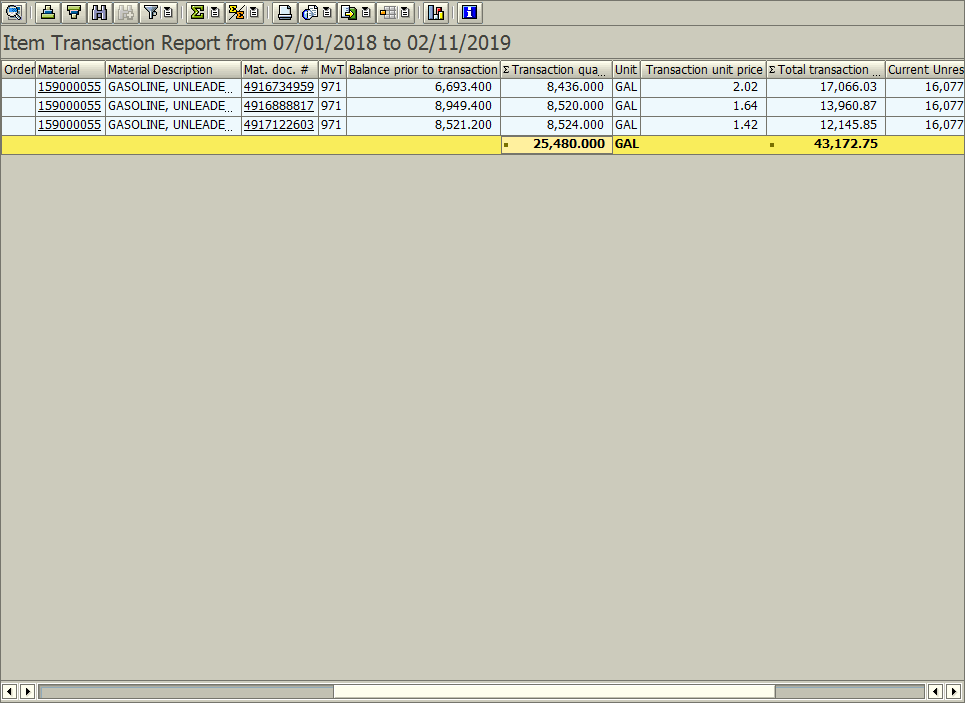 Item Transaction Report from 07/01/2018 to 02/11/2019
Order Material Material Description Mat. doc. # MvT Balance prior to transaction Σ Transaction qua... Unit Transaction unit price Σ Total transaction ... Current Unres
159000055 GASOLINE, UNLEADE... 4916734959 971 6,693.400 8,436.000 GAL 2.02 17,066.03 16,077
159000055 GASOLINE, UNLEADE... 4916888817 971 8,949.400 8,520.000 GAL 1.64 13,960.87 16,077
159000055 GASOLINE, UNLEADE... 4917122603 971 8,521.200 8,524.000 GAL 1.42 12,145.85 16,077
25,480.000 GAL 43,172.75